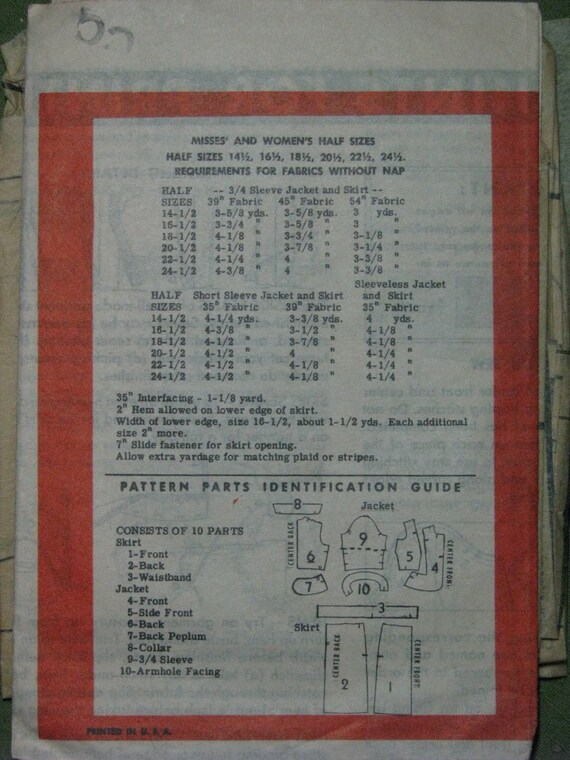 5
MISSES' AND WOMEN'S HALF SIZES
HALF SIZES 14½, 16½, 18½, 20½, 22½, 24½.
REQUIREMENTS FOR FABRICS WITHOUT NAP
HALF -- 3/4 Sleeve Jacket and Skirt --
SIZES 39" Fabric 45" Fabric 54" Fabric
14-1/2 3-5/8 yds. 3-5/8 yds. 3 yds.
16-1/2 3-3/4 " 3-5/8 " 3 "
18-1/2 4-1/8 " 3-3/4 " 3-1/8 "
20-1/2 4-1/8 " 3-7/8 " 3-1/4 "
22-1/2 4-1/4 " 4 " 3-3/8 "
24-1/2 4-3/8 " 4 " 3-3/8 "
Sleeveless Jacket
HALF Short Sleeve Jacket and Skirt and Skirt
SIZES 35" Fabric 39" Fabric 35" Fabric
14-1/2 4-1/4 yds. 3-3/8 yds. 4 yds.
16-1/2 4-3/8 " 3-1/2 " 4-1/8 "
18-1/2 4-1/2 " 3-7/8 " 4-1/8 "
20-1/2 4-1/2 " 4 " 4-1/4 "
22-1/2 4-1/2 " 4-1/8 " 4-1/4 "
24-1/2 4-1/2 " 4-1/8 " 4-1/4 "
35" Interfacing - 1-1/8 yard.
2" Hem allowed on lower edge of skirt.
Width of lower edge, size 16-1/2, about 1-1/2 yds. Each additional
size 2" more.
7" Slide fastener for skirt opening.
Allow extra yardage for matching plaid or stripes.
PATTERN PARTS IDENTIFICATION GUIDE
CONSISTS OF 10 PARTS
Skirt
1-Front
2-Back
3-Waistband
Jacket
4-Front
5-Side Front
6-Back
7-Back Peplum
8-Collar
9-3/4 Sleeve
10-Armhole Facing
8
Jacket
CENTER BACK
6
9
5
4
CENTER FRONT
7
10
3
Skirt
CENTER BACK
2
1
CENTER FRONT
PRINTED IN U. S. A.